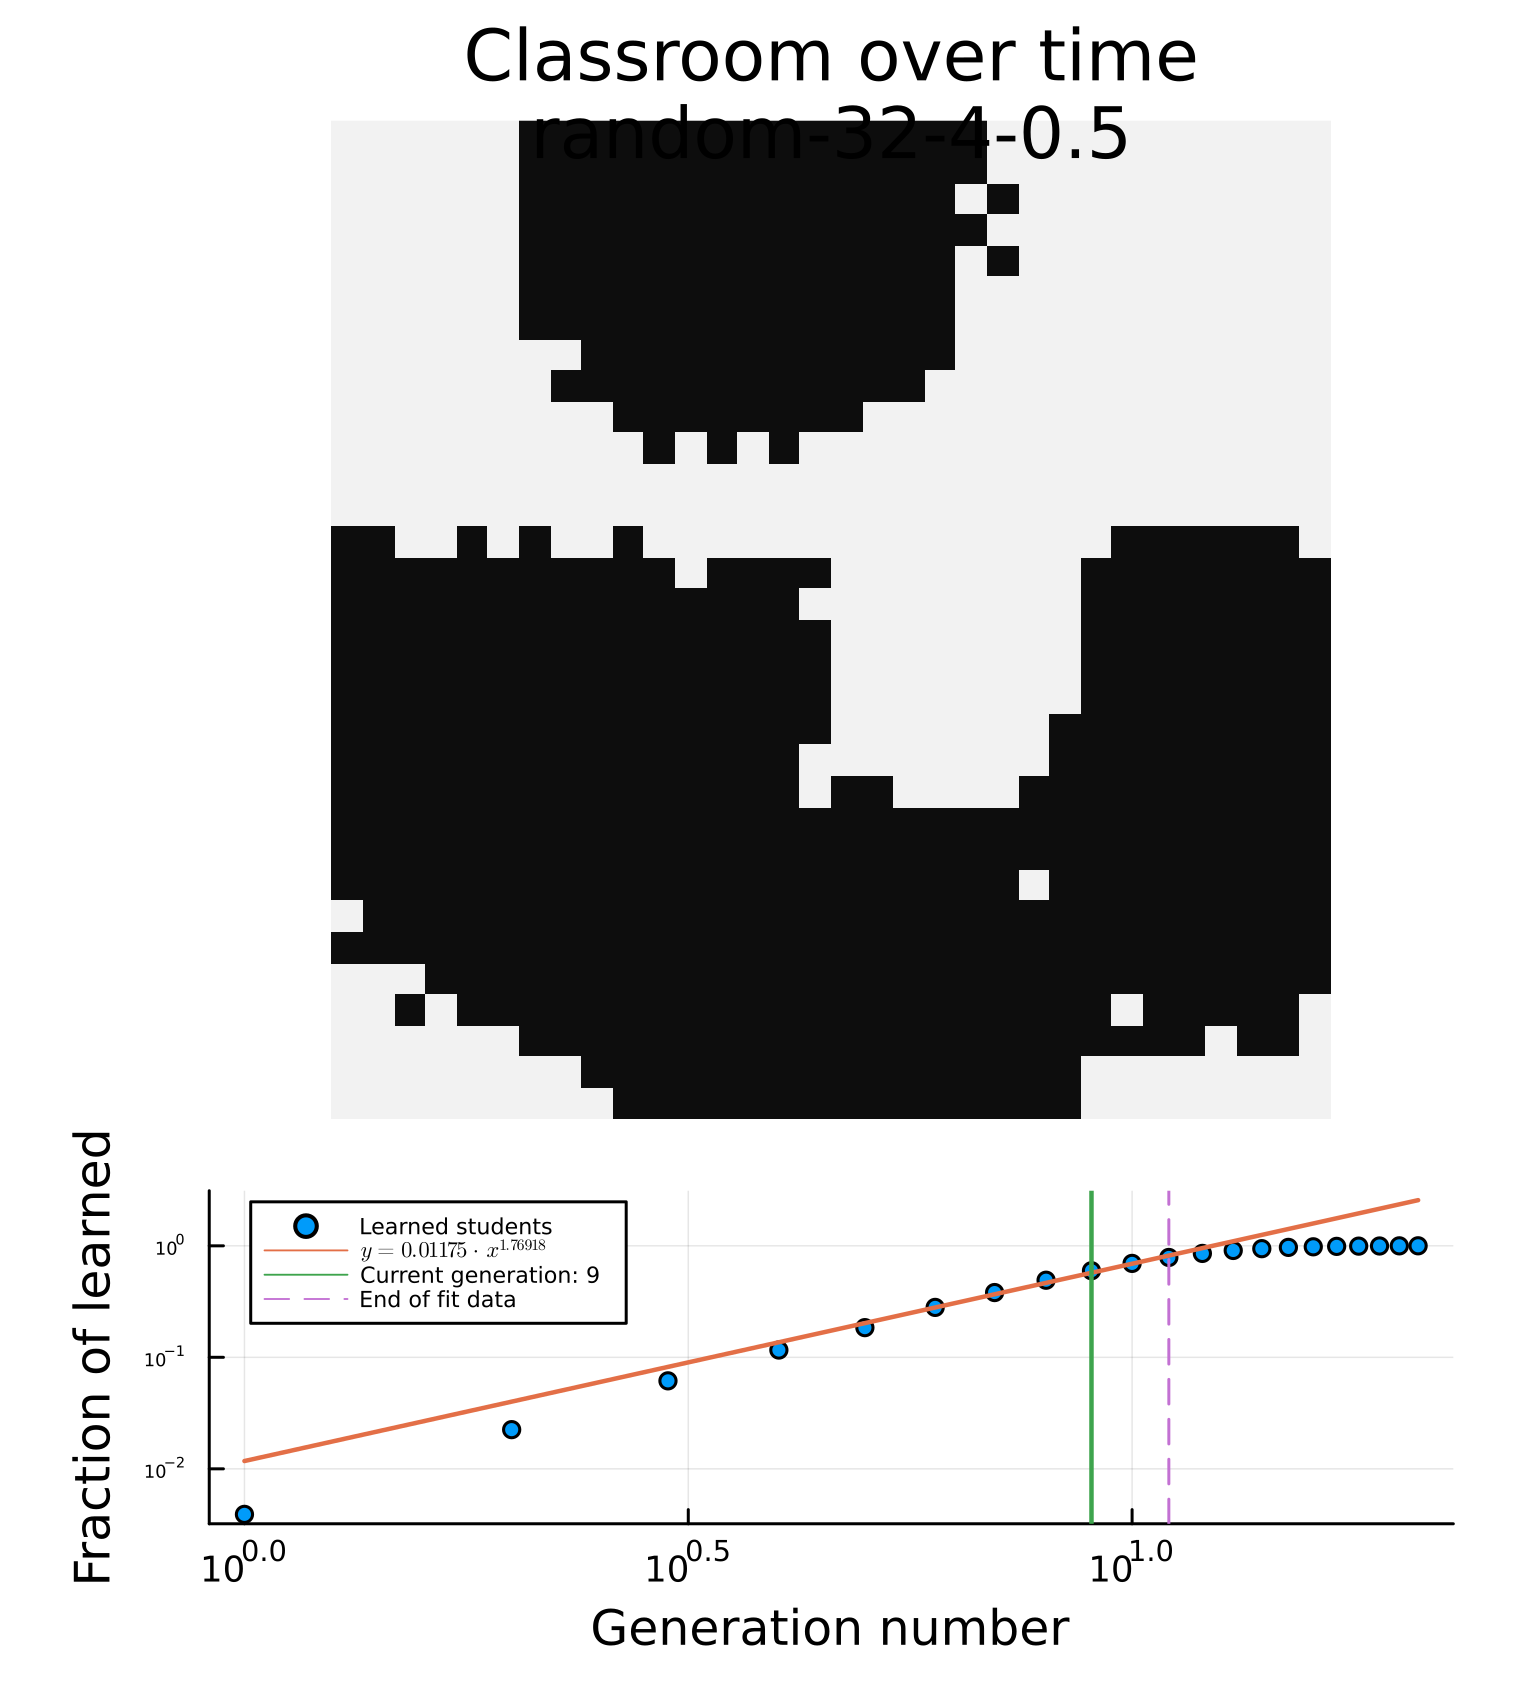 Classroom over time
random-32-4-0.5
Fraction of learned
10⁰
10⁻¹
10⁻²
Learned students
y = 0.01175 · x^1.76918
Current generation: 9
End of fit data
10^0.0
10^0.5
10^1.0
Generation number